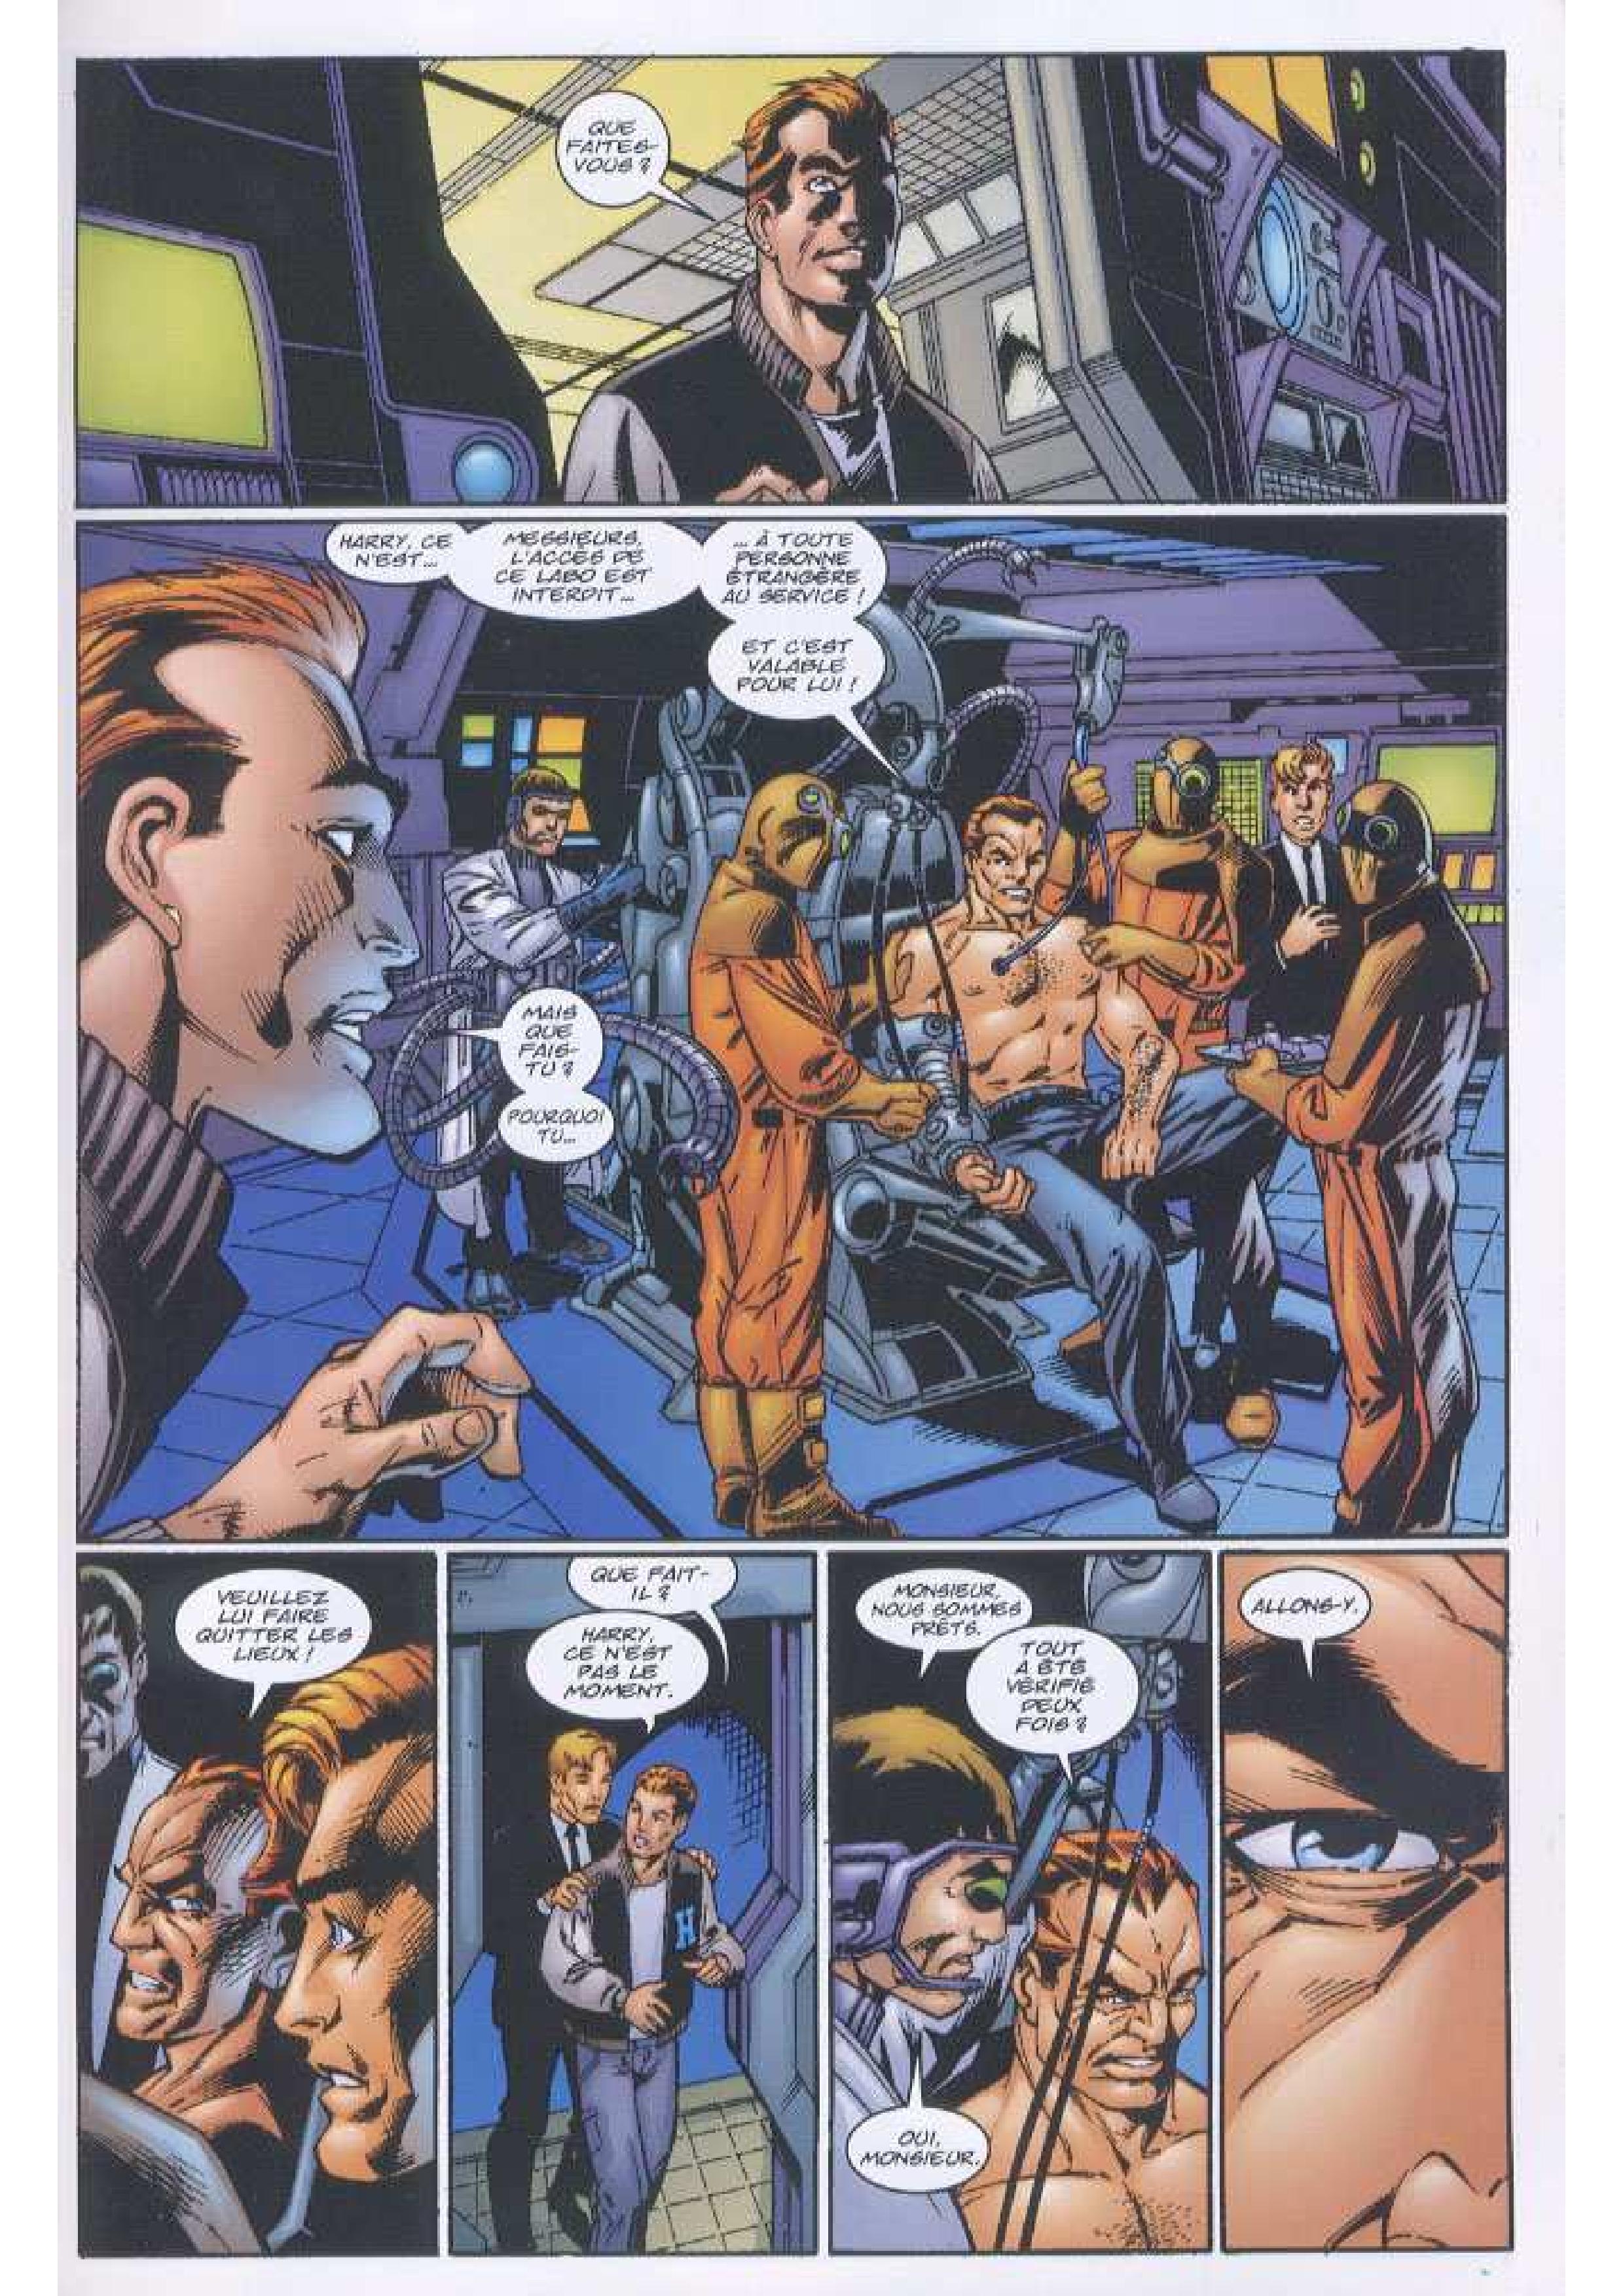 QUE
FAITES-
VOUS ?
HARRY, CE
N'EST...
MESSIEURS,
L'ACCÈS DE
CE LABO EST
INTERDIT...
... À TOUTE
PERSONNE
ÉTRANGÈRE
AU SERVICE !
ET C'EST
VALABLE
POUR LUI !
MAIS
QUE
FAIS-
TU ?
POURQUOI
TU...
VEUILLEZ
LUI FAIRE
QUITTER LES
LIEUX !
QUE FAIT-
IL ?
HARRY,
CE N'EST
PAS LE
MOMENT.
H
MONSIEUR,
NOUS SOMMES
PRÊTS.
TOUT
A ÉTÉ
VÉRIFIÉ
DEUX
FOIS ?
OUI,
MONSIEUR.
ALLONS-Y.